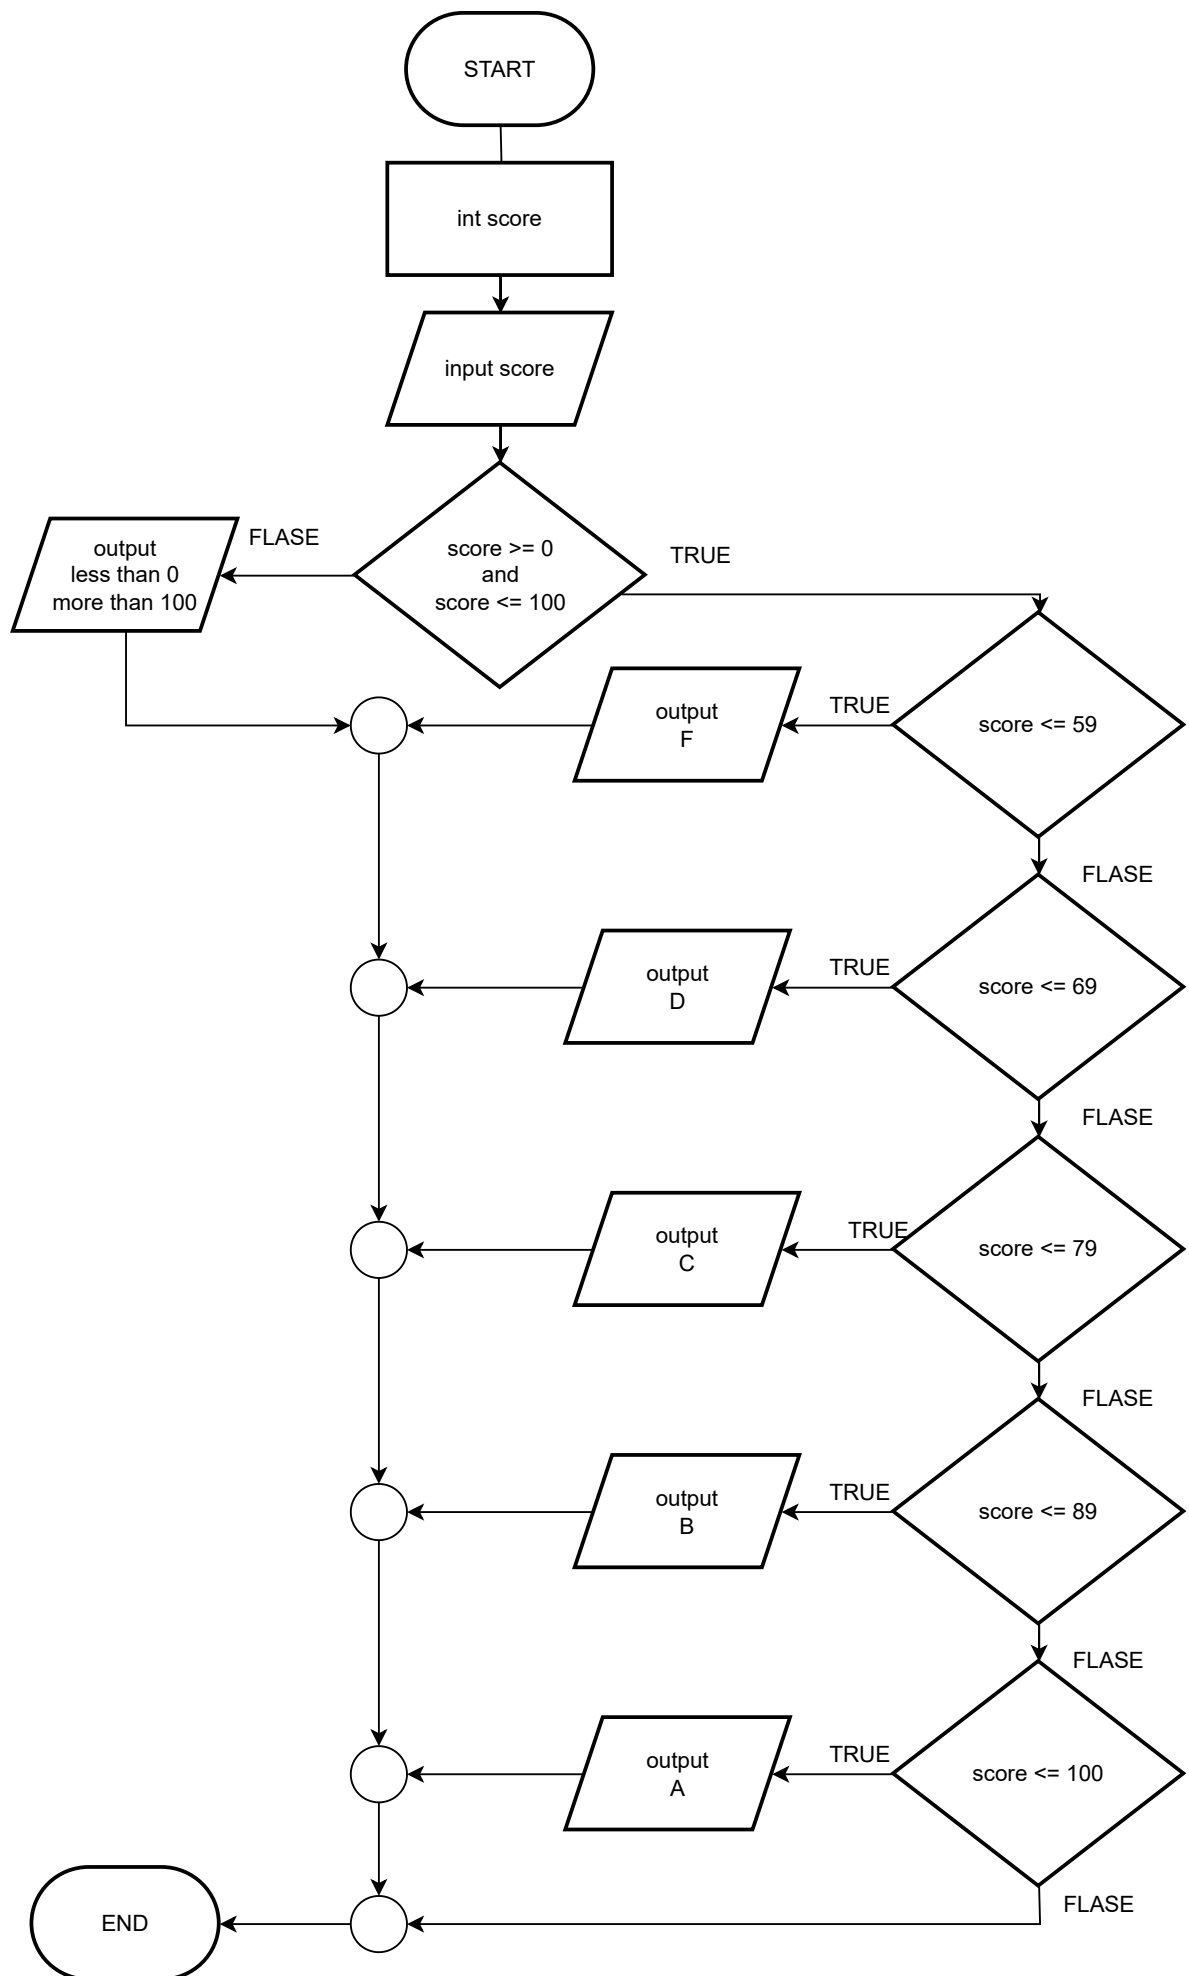 START
int score
input score
FLASE
output
less than 0
more than 100
score >= 0
and
score <= 100
TRUE
output
F
TRUE
score <= 59
FLASE
output
D
TRUE
score <= 69
FLASE
output
C
TRUE
score <= 79
FLASE
output
B
TRUE
score <= 89
FLASE
output
A
TRUE
score <= 100
FLASE
END